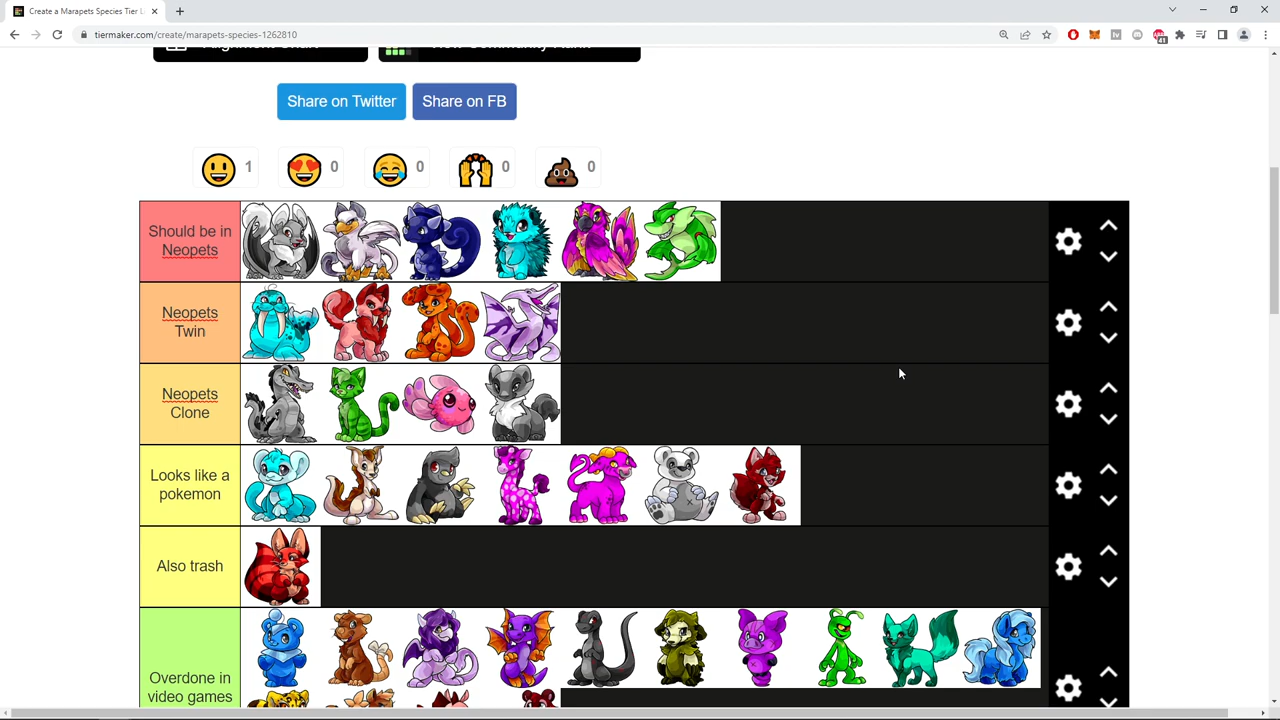 Create a Marapets Species Tier L
tiermaker.com/create/marapets-species-1262810
41
Share on Twitter
Share on FB
1
0
0
0
0
Should be in
Neopets
Neopets
Twin
Neopets
Clone
Looks like a
pokemon
Also trash
Overdone in
video games